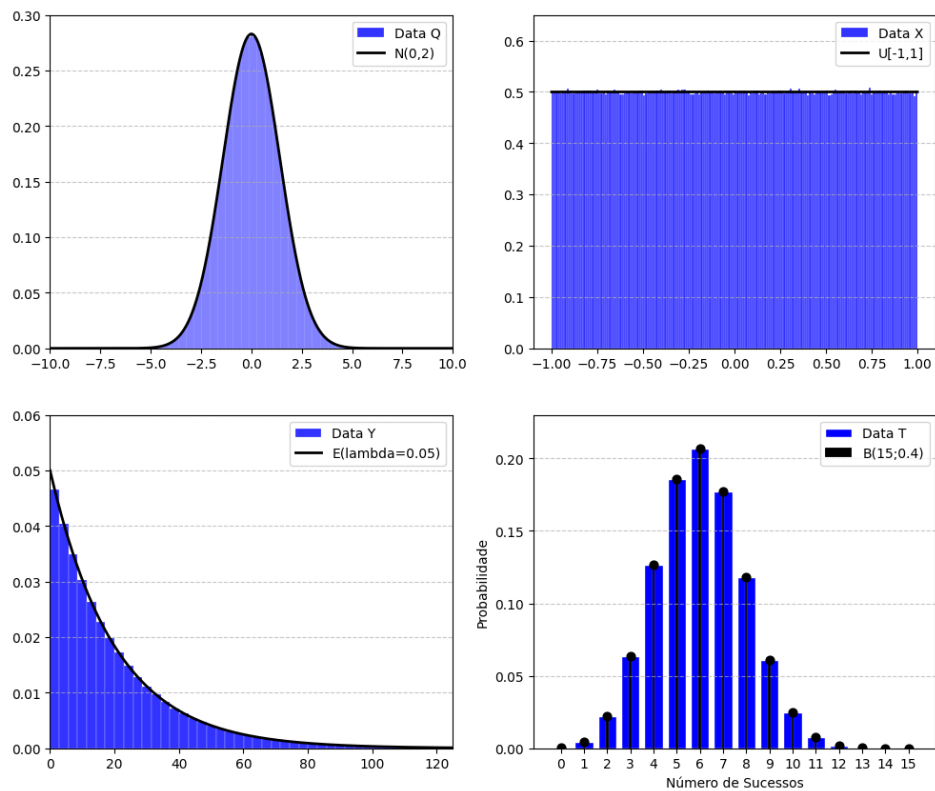 0.30
0.25
0.20
0.15
0.10
0.05
0.00
−10.0 −7.5 −5.0 −2.5 0.0 2.5 5.0 7.5 10.0
Data Q
N(0,2)
0.6
0.5
0.4
0.3
0.2
0.1
0.0
−1.00 −0.75 −0.50 −0.25 0.00 0.25 0.50 0.75 1.00
Data X
U[-1,1]
0.06
0.05
0.04
0.03
0.02
0.01
0.00
0 20 40 60 80 100 120
Data Y
E(lambda=0.05)
Probabilidade
0.20
0.15
0.10
0.05
0.00
0 1 2 3 4 5 6 7 8 9 10 11 12 13 14 15
Número de Sucessos
Data T
B(15;0.4)